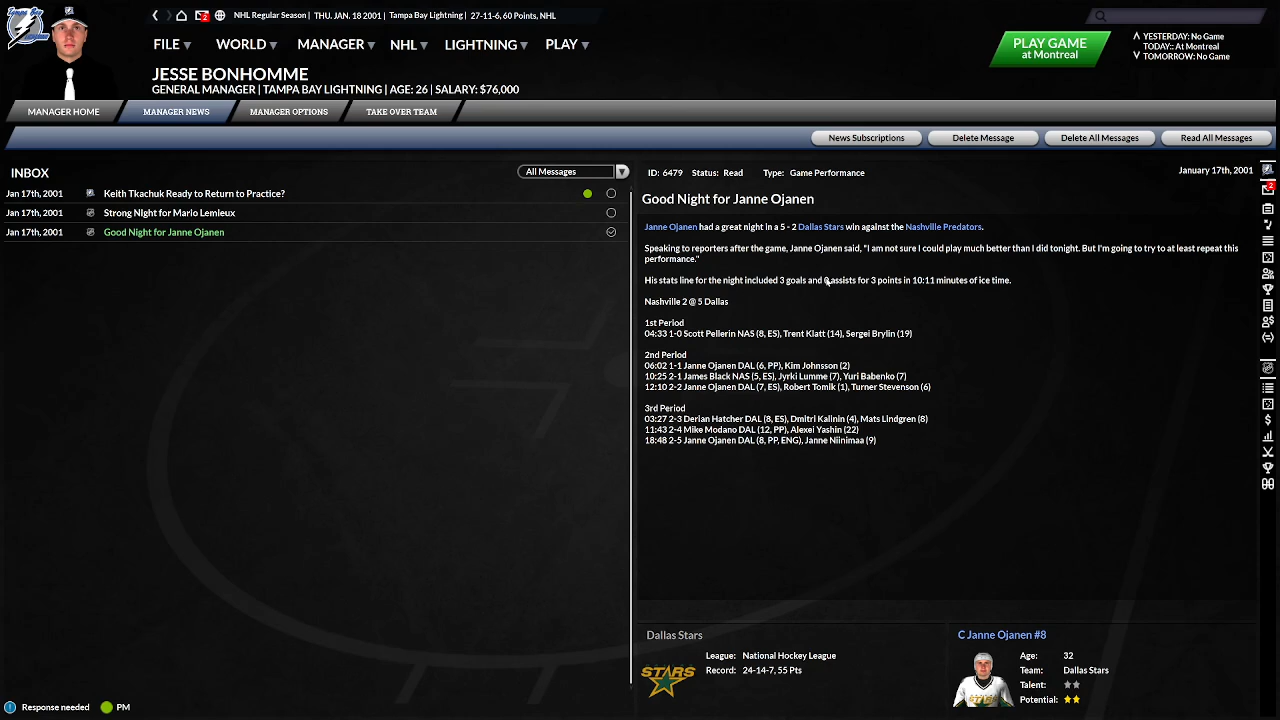 NHL Regular Season | THU. JAN. 18 2001 | Tampa Bay Lightning | 27-11-6, 60 Points, NHL
FILE WORLD MANAGER NHL LIGHTNING PLAY
PLAY GAME
at Montreal
YESTERDAY: No Game
TODAY:: At Montreal
TOMORROW: No Game
JESSE BONHOMME
GENERAL MANAGER | TAMPA BAY LIGHTNING | AGE: 26 | SALARY: $76,000
MANAGER HOME MANAGER NEWS MANAGER OPTIONS TAKE OVER TEAM
News Subscriptions Delete Message Delete All Messages Read All Messages
INBOX All Messages
Jan 17th, 2001 Keith Tkachuk Ready to Return to Practice?
Jan 17th, 2001 Strong Night for Mario Lemieux
Jan 17th, 2001 Good Night for Janne Ojanen
ID: 6479 Status: Read Type: Game Performance January 17th, 2001
Good Night for Janne Ojanen
Janne Ojanen had a great night in a 5 - 2 Dallas Stars win against the Nashville Predators.
Speaking to reporters after the game, Janne Ojanen said, "I am not sure I could play much better than I did tonight. But I'm going to try to at least repeat this
performance."
His stats line for the night included 3 goals and 0 assists for 3 points in 10:11 minutes of ice time.
Nashville 2 @ 5 Dallas
1st Period
04:33 1-0 Scott Pellerin NAS (8, ES), Trent Klatt (14), Sergei Brylin (19)
2nd Period
06:02 1-1 Janne Ojanen DAL (6, PP), Kim Johnsson (2)
10:25 2-1 James Black NAS (5, ES), Jyrki Lumme (7), Yuri Babenko (7)
12:10 2-2 Janne Ojanen DAL (7, ES), Robert Tomik (1), Turner Stevenson (6)
3rd Period
03:27 2-3 Derian Hatcher DAL (8, ES), Dmitri Kalinin (4), Mats Lindgren (8)
11:43 2-4 Mike Modano DAL (12, PP), Alexei Yashin (22)
18:48 2-5 Janne Ojanen DAL (8, PP, ENG), Janne Niinimaa (9)
Dallas Stars
League: National Hockey League
Record: 24-14-7, 55 Pts
STARS
C Janne Ojanen #8
Age: 32
Team: Dallas Stars
Talent:
Potential:
Response needed PM